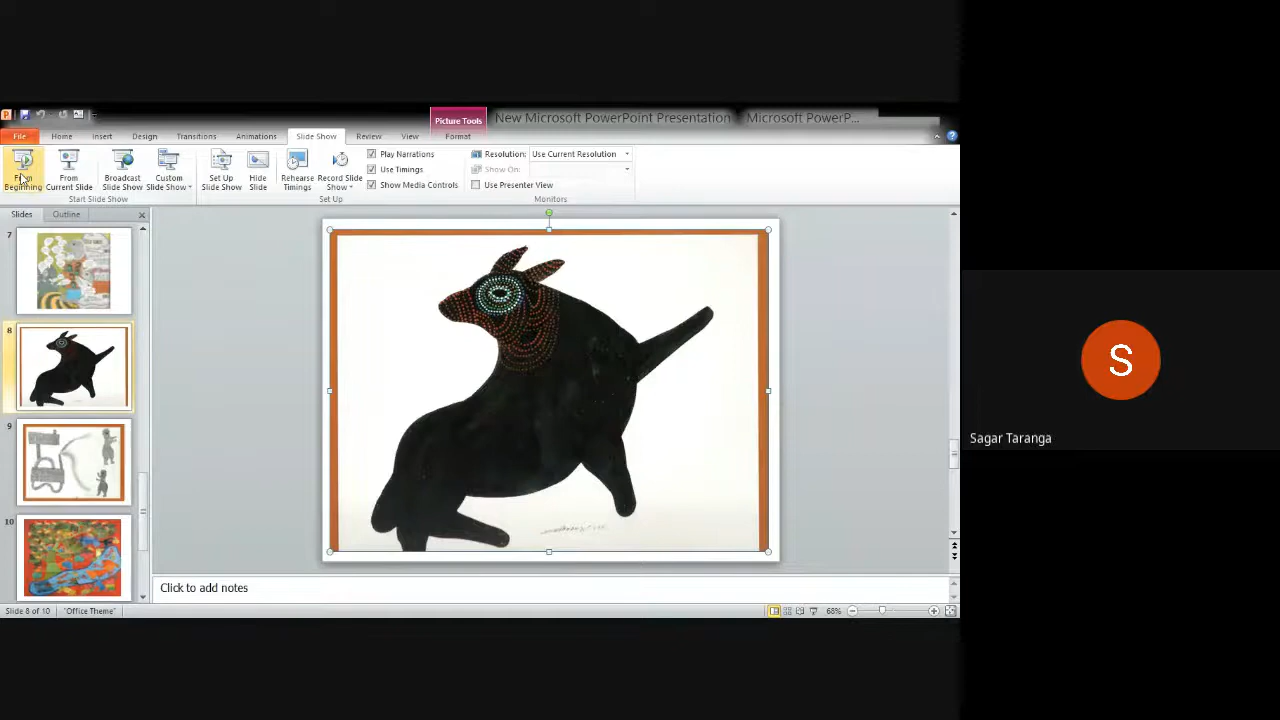 Picture Tools New Microsoft PowerPoint Presentation Microsoft PowerP...
File Home Insert Design Transitions Animations Slide Show Review View Format
From Beginning
From Current Slide
Broadcast Slide Show
Custom Slide Show
Set Up Slide Show
Hide Slide
Rehearse Timings
Record Slide Show
Play Narrations
Use Timings
Show Media Controls
Resolution: Use Current Resolution
Show On:
Use Presenter View
Start Slide Show Set Up Monitors
Slides Outline
7
8
9
10
Click to add notes
Slide 8 of 10 "Office Theme" 68%
S
Sagar Taranga